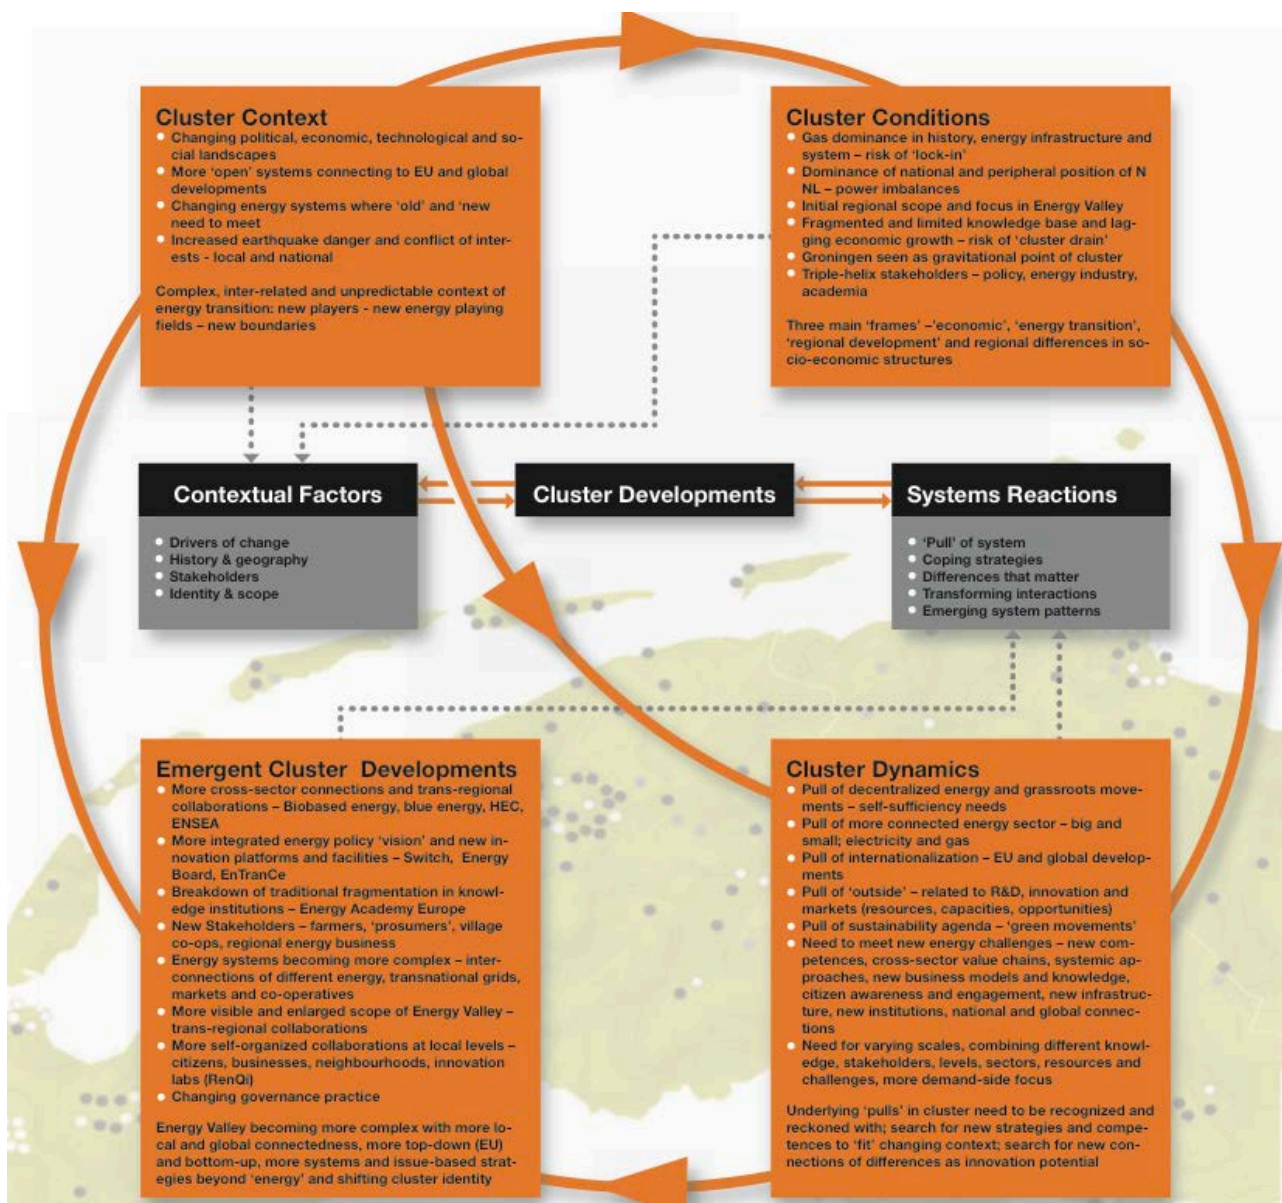 Cluster Context
Changing political, economic, technological and so-
cial landscapes
More ‘open’ systems connecting to EU and global
developments
Changing energy systems where ‘old’ and ‘new
need to meet
Increased earthquake danger and conflict of inter-
ests - local and national
Complex, inter-related and unpredictable context of
energy transition: new players - new energy playing
fields – new boundaries
Cluster Conditions
Gas dominance in history, energy infrastructure and
system – risk of ‘lock-in’
Dominance of national and peripheral position of N
NL – power imbalances
Initial regional scope and focus in Energy Valley
Fragmented and limited knowledge base and lag-
ging economic growth – risk of ‘cluster drain’
Groningen seen as gravitational point of cluster
Triple-helix stakeholders – policy, energy industry,
academia
Three main ‘frames’ –’economic’, ‘energy transition’,
‘regional development’ and regional differences in so-
cio-economic structures
Contextual Factors
Drivers of change
History & geography
Stakeholders
Identity & scope
Cluster Developments
Systems Reactions
‘Pull’ of system
Coping strategies
Differences that matter
Transforming interactions
Emerging system patterns
Emergent Cluster Developments
More cross-sector connections and trans-regional
collaborations – Biobased energy, blue energy, HEC,
ENSEA
More integrated energy policy ‘vision’ and new in-
novation platforms and facilities – Switch, Energy
Board, EnTranCe
Breakdown of traditional fragmentation in knowl-
edge institutions – Energy Academy Europe
New Stakeholders – farmers, ‘prosumers’, village
co-ops, regional energy business
Energy systems becoming more complex – inter-
connections of different energy, transnational grids,
markets and co-operatives
More visible and enlarged scope of Energy Valley –
trans-regional collaborations
More self-organized collaborations at local levels –
citizens, businesses, neighbourhoods, innovation
labs (RenQi)
Changing governance practice
Energy Valley becoming more complex with more lo-
cal and global connectedness, more top-down (EU)
and bottom-up, more systems and issue-based strat-
egies beyond ‘energy’ and shifting cluster identity
Cluster Dynamics
Pull of decentralized energy and grassroots move-
ments – self-sufficiency needs
Pull of more connected energy sector – big and
small; electricity and gas
Pull of internationalization – EU and global develop-
ments
Pull of ‘outside’ – related to R&D, innovation and
markets (resources, capacities, opportunities)
Pull of sustainability agenda – ‘green movements’
Need to meet new energy challenges – new com-
petences, cross-sector value chains, systemic ap-
proaches, new business models and knowledge,
citizen awareness and engagement, new infrastruc-
ture, new institutions, national and global connec-
tions
Need for varying scales, combining different knowl-
edge, stakeholders, levels, sectors, resources and
challenges, more demand-side focus
Underlying ‘pulls’ in cluster need to be recognized and
reckoned with; search for new strategies and compe-
tences to ‘fit’ changing context; search for new con-
nections of differences as innovation potential